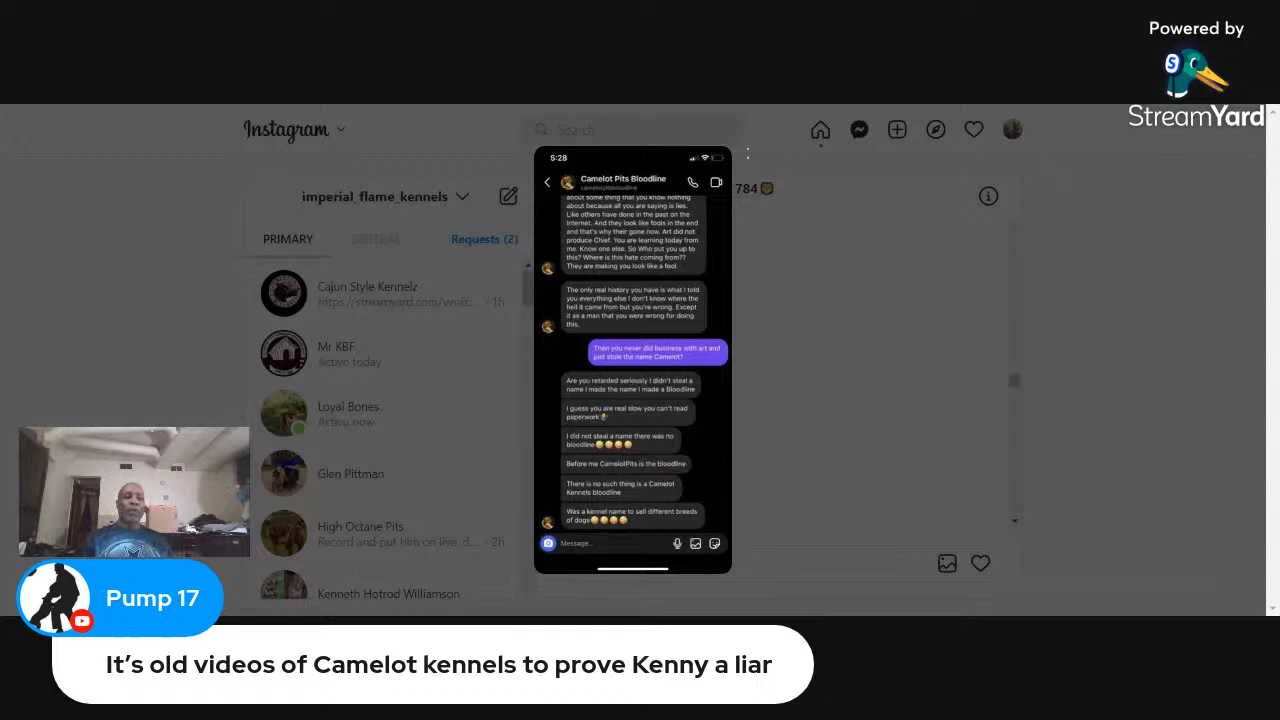 Powered by
StreamYard
Instagram
Search
imperial_flame_kennels
784
PRIMARY
GENERAL
Requests (2)
Cajun Style Kennelz
· 1h
Mr KBF
Active today
Loyal Bones
Active now
Glen Pittman
High Octane Pits
Record and put him on live..d... · 2h
Kenneth Hotrod Williamson
5:28
Camelot Pits Bloodline
camelotpitsbloodline
about some thing that you know nothing
about because all you are saying is lies.
Like others have done in the past on the
Internet. And they look like fools in the end
and that's why their gone now. Art did not
produce Chief. You are learning today from
me. Know one else. So Who put you up to
this? Where is this hate coming from??
They are making you look like a fool
The only real history you have is what I told
you everything else I don't know where the
hell it came from but you're wrong. Except
it as a man that you were wrong for doing
this.
Then you never did business with art and
just stole the name Camelot?
Are you retarded seriously I didn't steal a
name I made the name I made a Bloodline
I guess you are real slow you can't read
paperwork
I did not steal a name there was no
bloodline🤣🤣🤣🤣
Before me CamelotPits is the bloodline
There is no such thing is a Camelot
Kennels bloodline
Was a kennel name to sell different breeds
of dogs🤣🤣🤣🤣
Message...
Pump 17
It's old videos of Camelot kennels to prove Kenny a liar